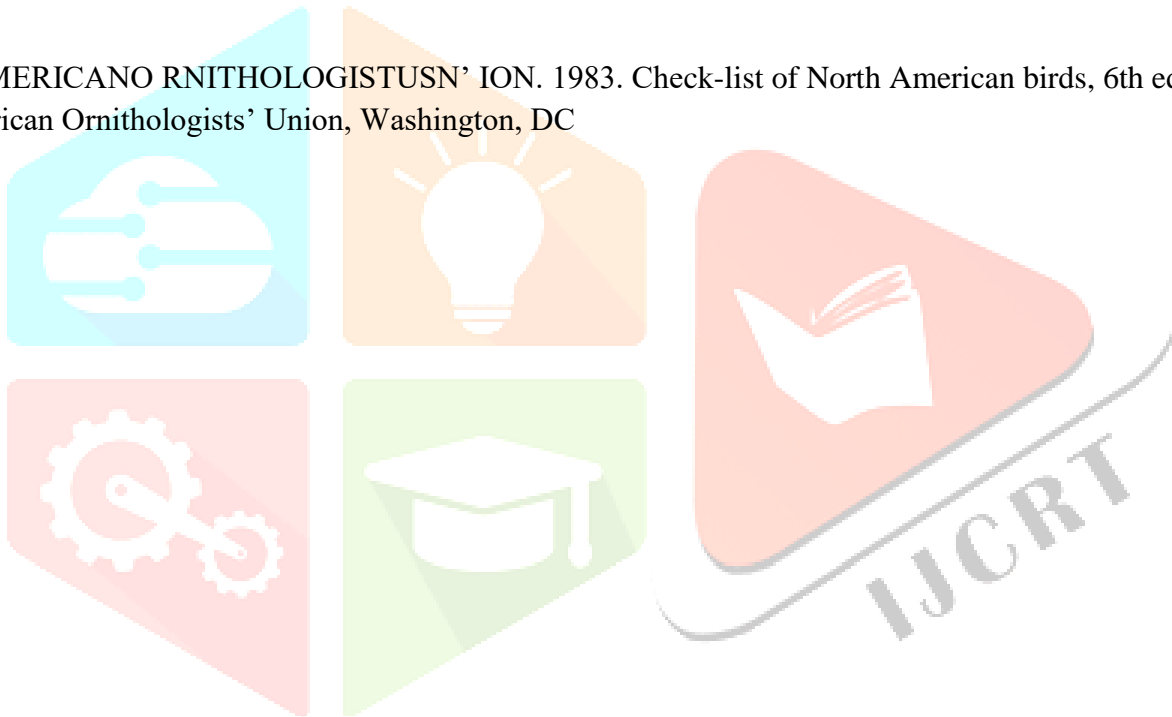 MERICANO RNITHOLOGISTUSN’ ION. 1983. Check-list of North American birds, 6th ed
rican Ornithologists’ Union, Washington, DC
IJCRT